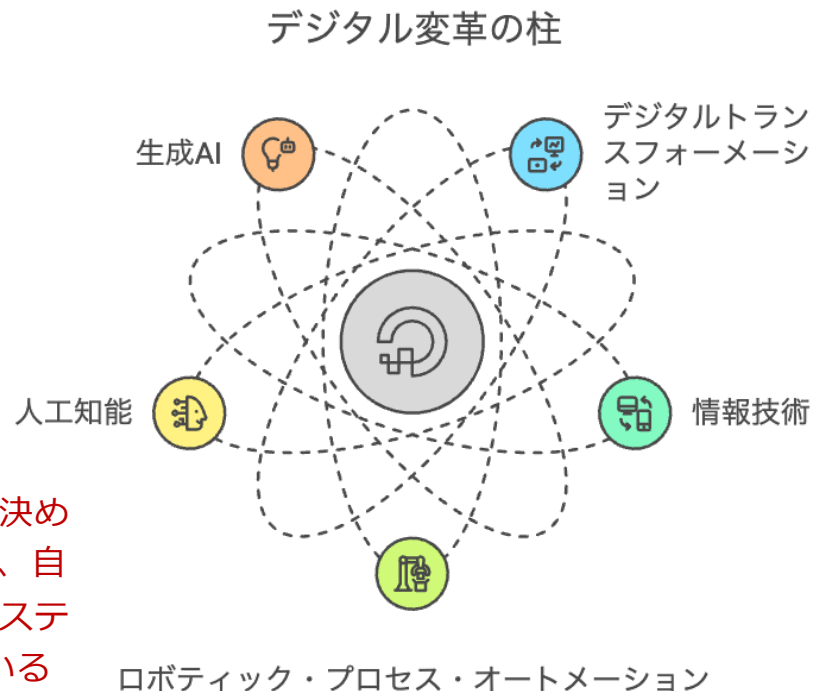 デジタル変革の柱
生成AI
デジタルトラン
スフォーメーシ
ョン
人工知能
情報技術
決め
、自
ステ
いる
ロボティック・プロセス・オートメーション